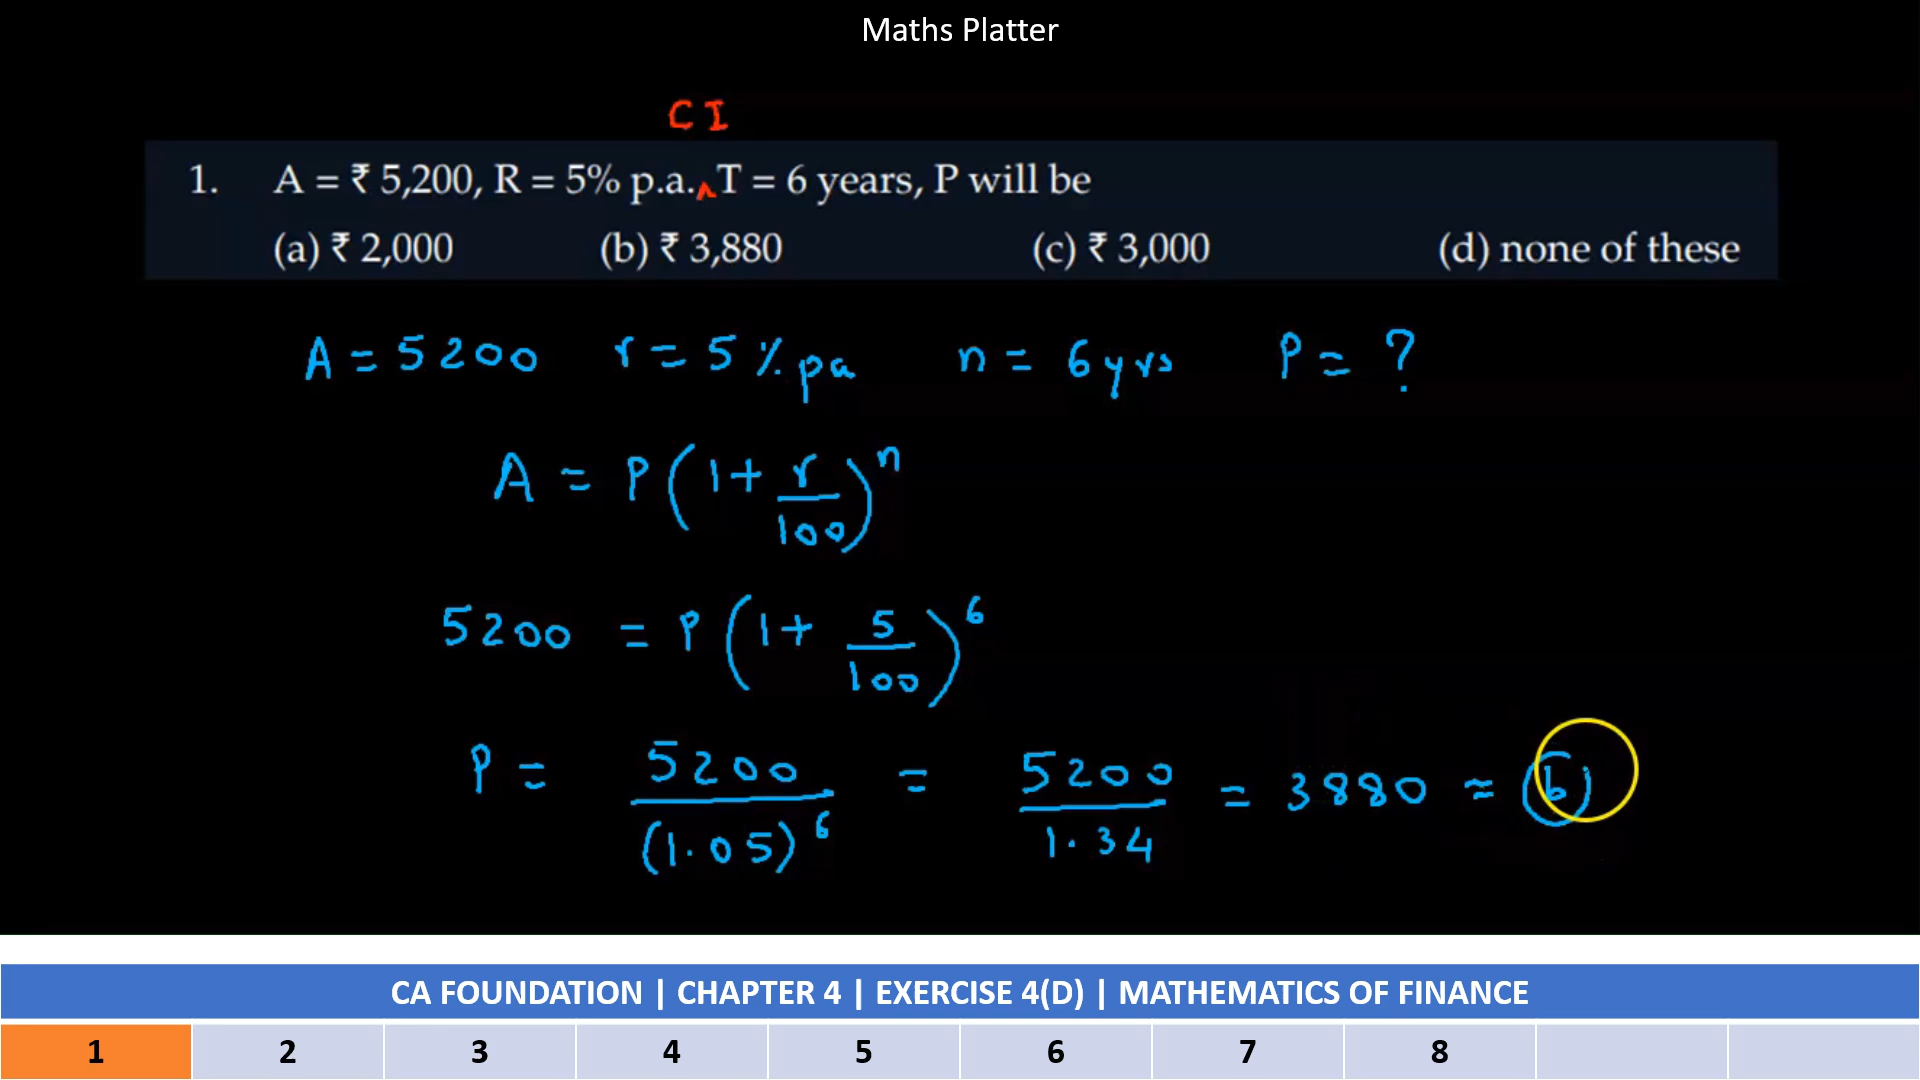 Maths Platter
CI
1. A = ₹ 5,200, R = 5% p.a.^T = 6 years, P will be
(a) ₹ 2,000 (b) ₹ 3,880 (c) ₹ 3,000 (d) none of these
A = 5200 r = 5 % pa n = 6 yrs P = ?
A = P(1 + r/100)^n
5200 = P(1 + 5/100)^6
P = 5200/(1.05)^6 = 5200/1.34 = 3880 ≈ (b)
CA FOUNDATION | CHAPTER 4 | EXERCISE 4(D) | MATHEMATICS OF FINANCE
1 2 3 4 5 6 7 8